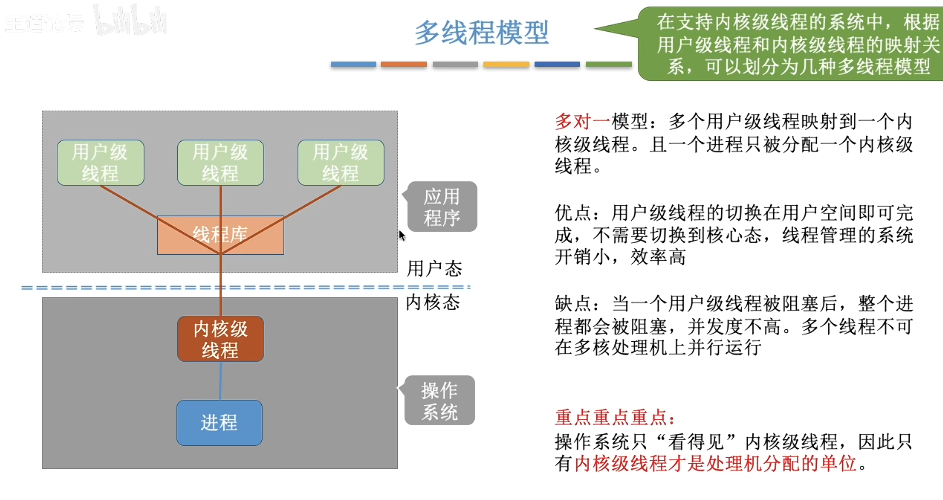 多线程模型
在支持内核级线程的系统中，根据
用户级线程和内核级线程的映射关
系，可以划分为几种多线程模型
用户级
线程
用户级
线程
用户级
线程
线程库
应用
程序
用户态
内核态
内核级
线程
进程
操作
系统
多对一模型：多个用户级线程映射到一个内
核级线程。且一个进程只被分配一个内核级
线程。
优点：用户级线程的切换在用户空间即可完
成，不需要切换到核心态，线程管理的系统
开销小，效率高
缺点：当一个用户级线程被阻塞后，整个进
程都会被阻塞，并发度不高。多个线程不可
在多核处理机上并行运行
重点重点重点：
操作系统只“看得见”内核级线程，因此只
有内核级线程才是处理机分配的单位。